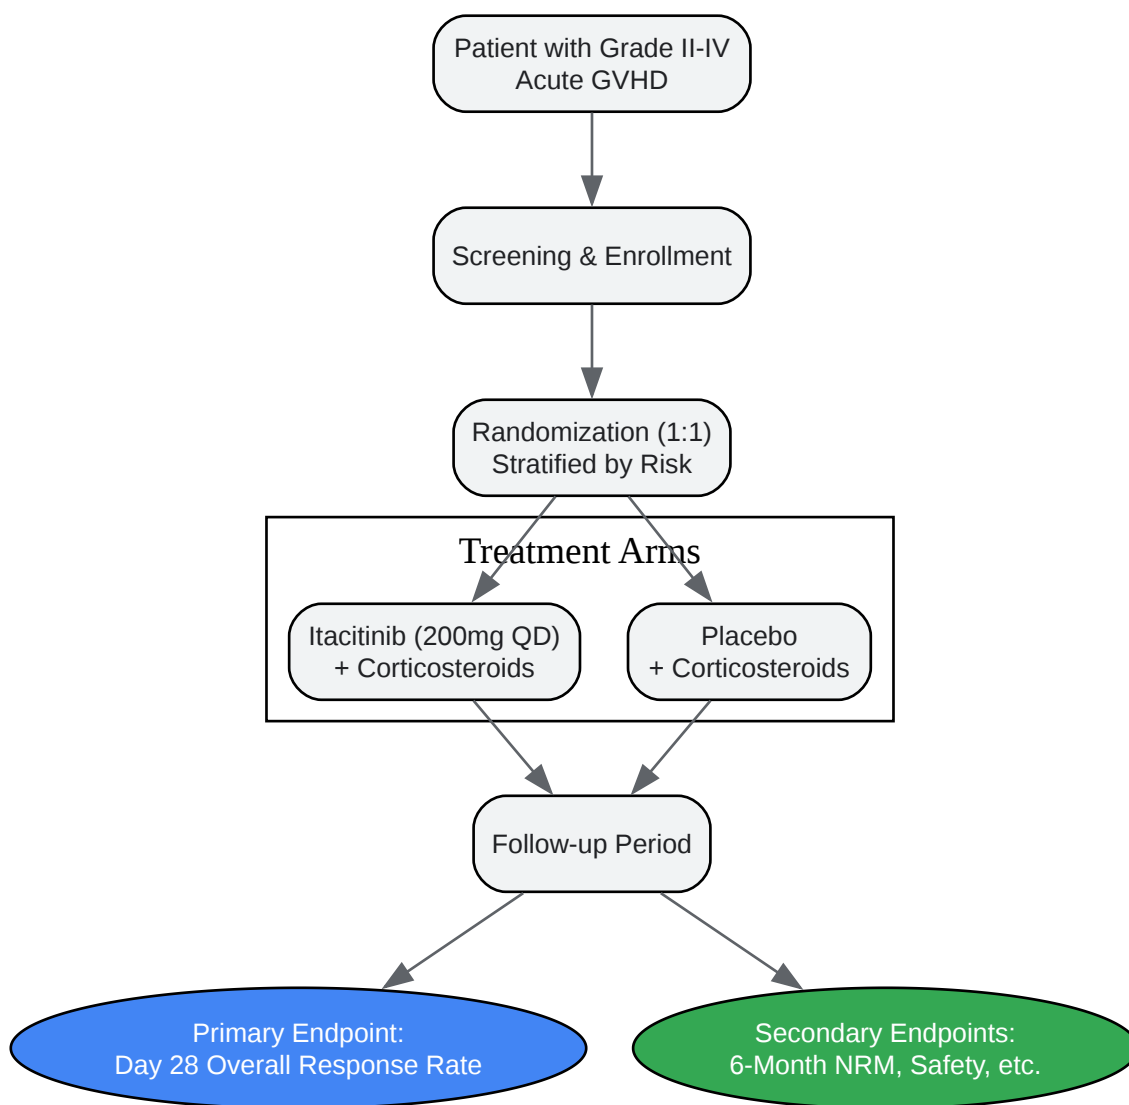 Patient with Grade II-IV
Acute GVHD
Screening & Enrollment
Randomization (1:1)
Stratified by Risk
Treatment Arms
Itacitinib (200mg QD)
+ Corticosteroids
Placebo
+ Corticosteroids
Follow-up Period
Primary Endpoint:
Day 28 Overall Response Rate
Secondary Endpoints:
6-Month NRM, Safety, etc.